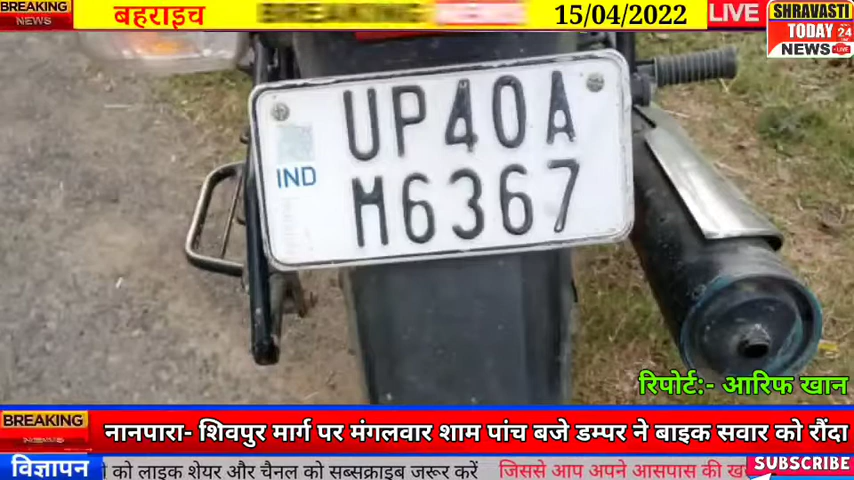 BREAKING
NEWS
बहराइच
15/04/2022
LIVE
SHRAVASTI
TODAY 24
NEWS LIVE
UP40A
IND
M6367
रिपोर्ट:- आरिफ खान
BREAKING
NEWS
नानपारा- शिवपुर मार्ग पर मंगलवार शाम पांच बजे डम्पर ने बाइक सवार को रौंदा
विज्ञापन
को लाइक शेयर और चैनल को सब्सक्राइब जरूर करें जिससे आप अपने आसपास की
SUBSCRIBE